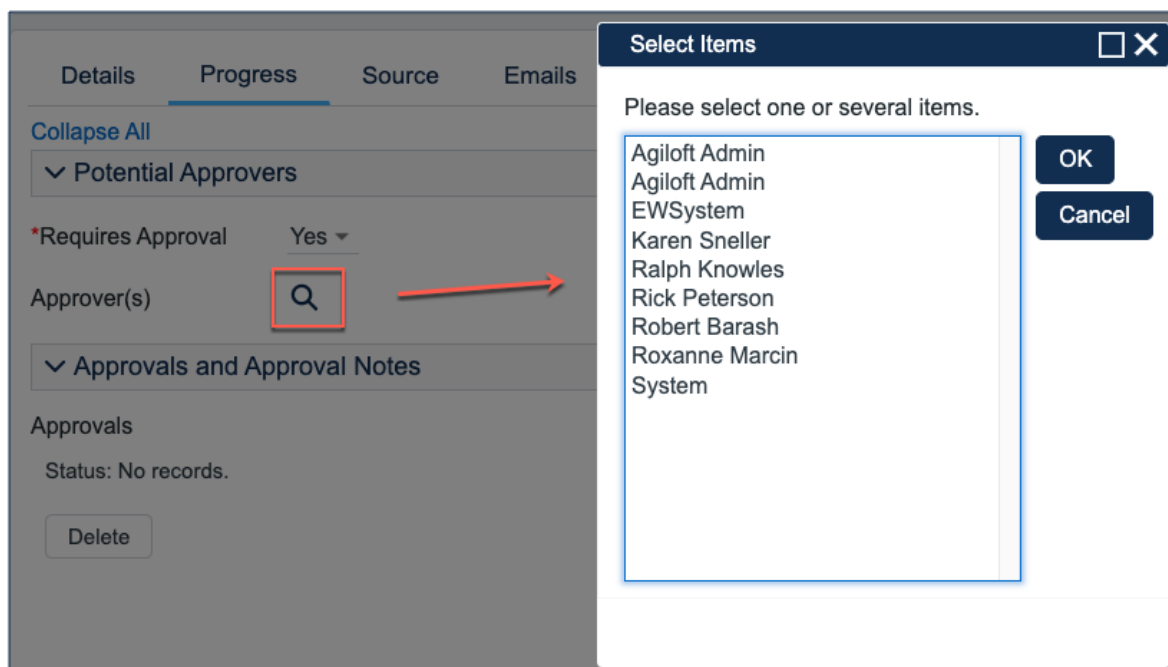 Details Progress Source Emails
Collapse All
Potential Approvers
*Requires Approval Yes
Approver(s)
Approvals and Approval Notes
Approvals
Status: No records.
Delete
Select Items
Please select one or several items.
Agiloft Admin
Agiloft Admin
EWSystem
Karen Sneller
Ralph Knowles
Rick Peterson
Robert Barash
Roxanne Marcin
System
OK
Cancel